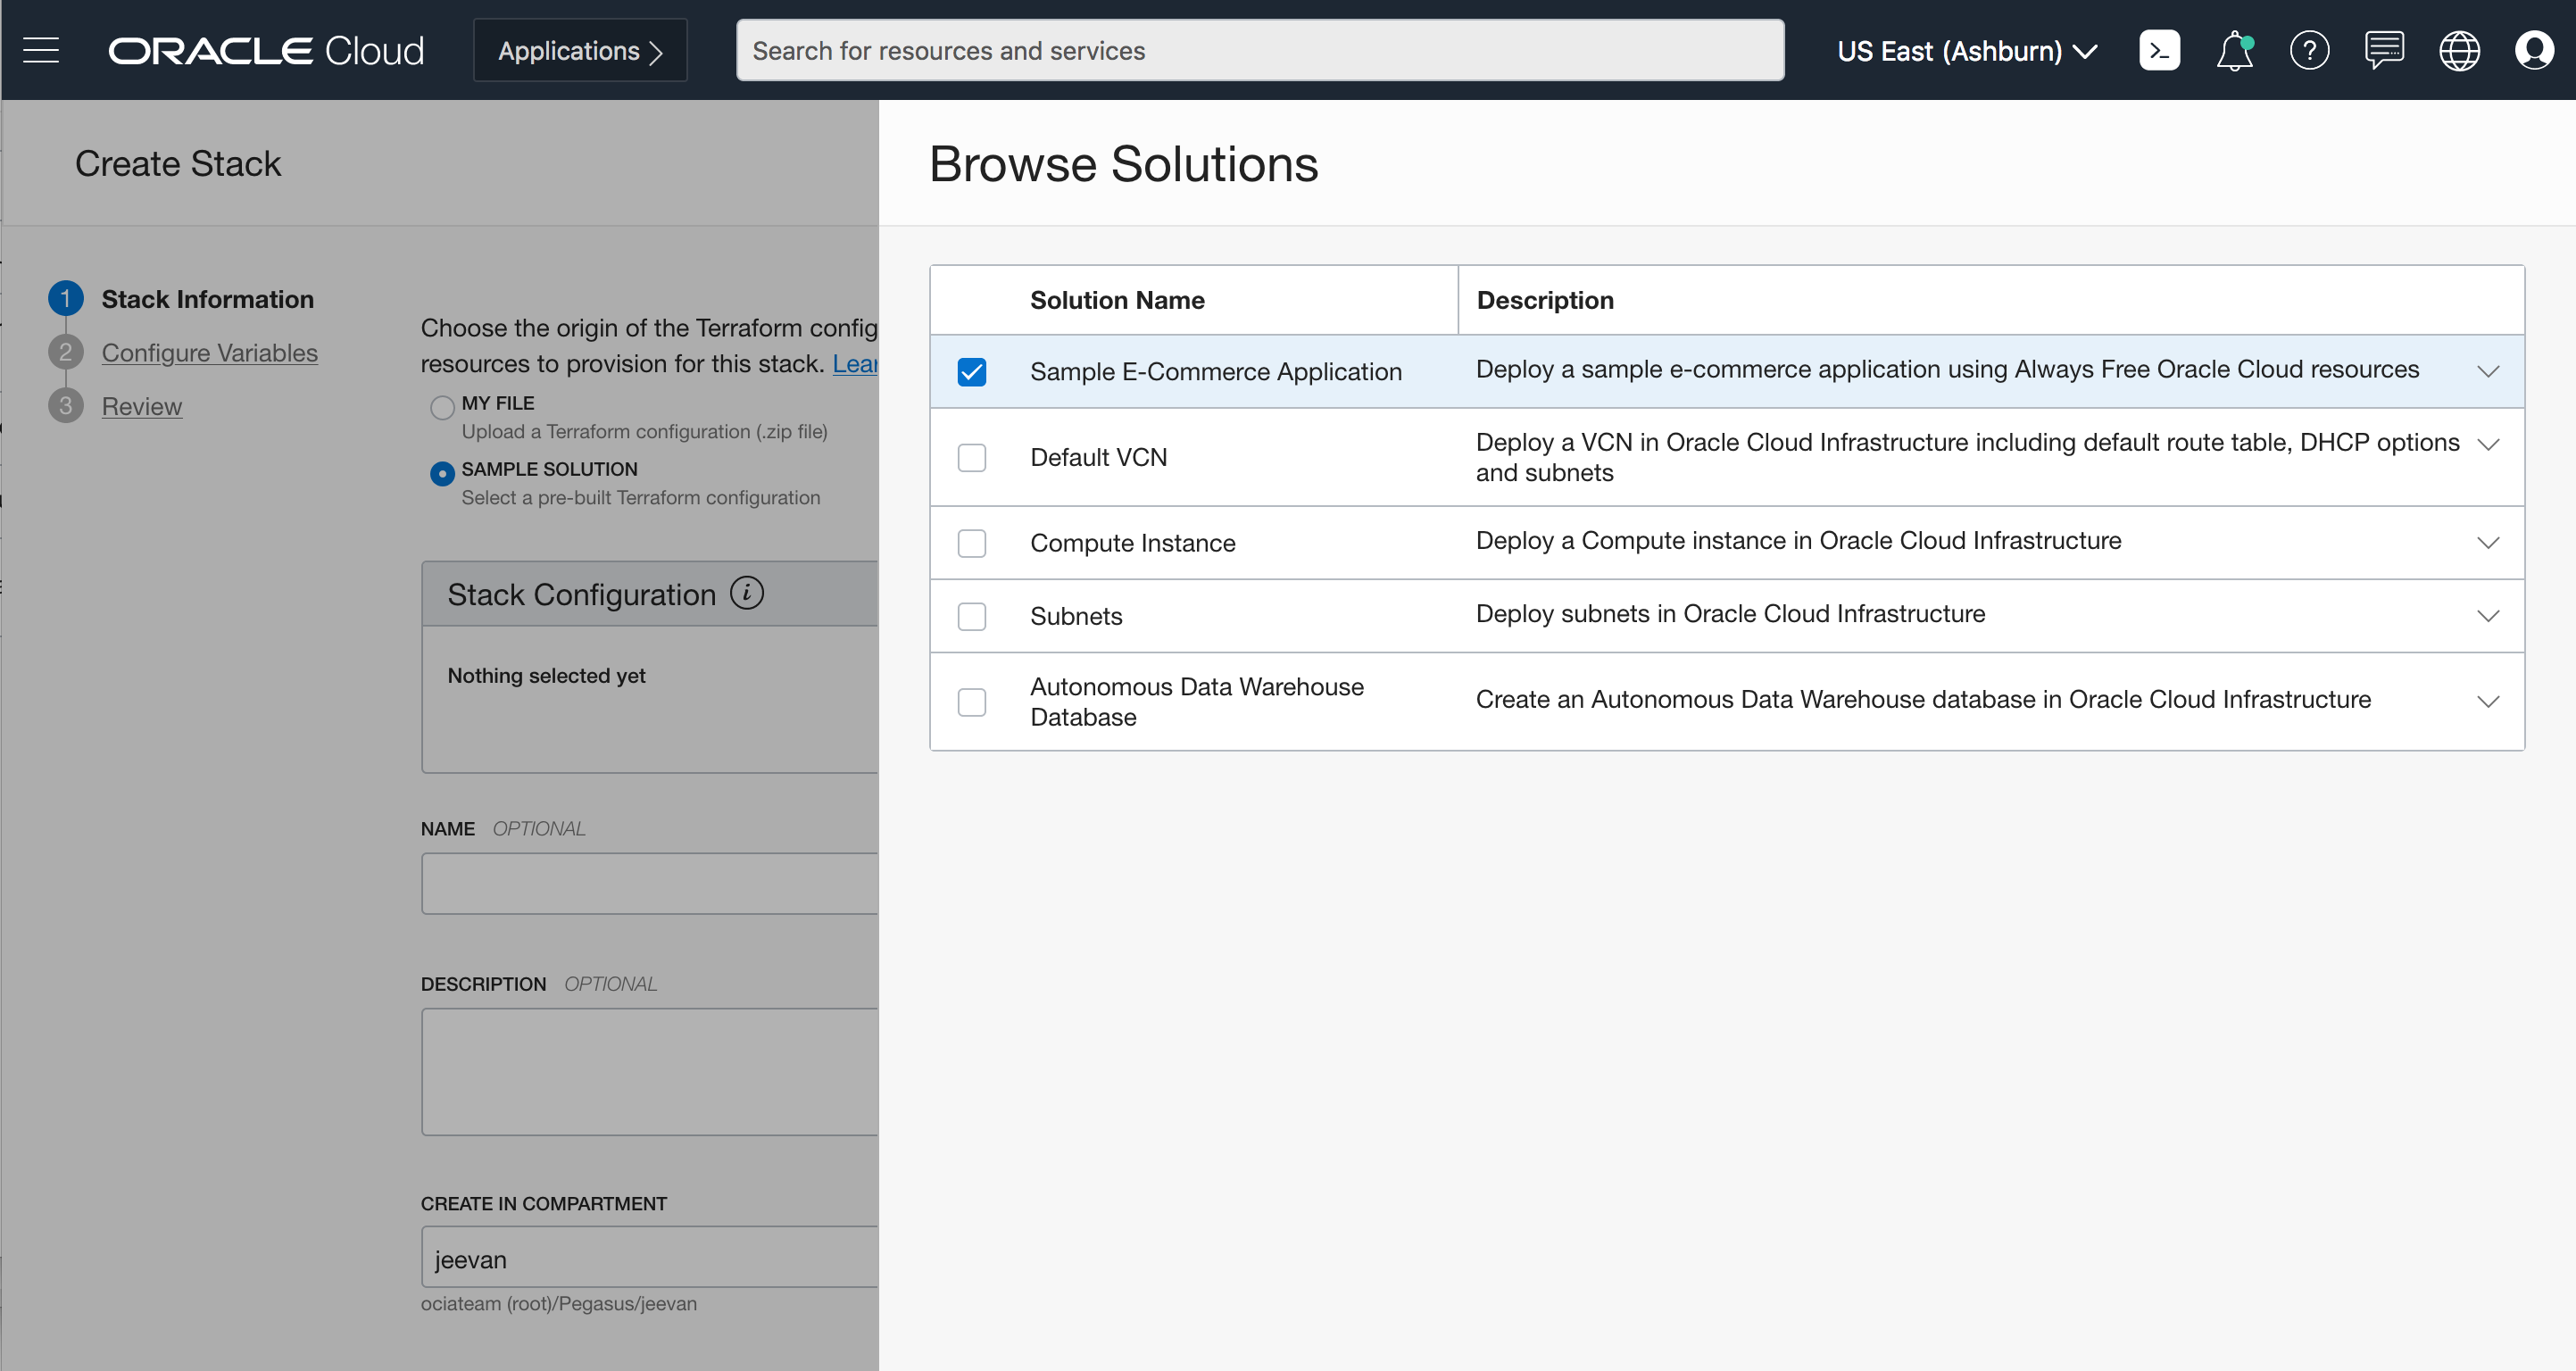 ORACLE Cloud
Applications
Search for resources and services
US East (Ashburn)
Create Stack
1 Stack Information
2 Configure Variables
3 Review
Choose the origin of the Terraform config
resources to provision for this stack. Lear
MY FILE
Upload a Terraform configuration (.zip file)
SAMPLE SOLUTION
Select a pre-built Terraform configuration
Stack Configuration i
Nothing selected yet
NAME OPTIONAL
DESCRIPTION OPTIONAL
CREATE IN COMPARTMENT
jeevan
ociateam (root)/Pegasus/jeevan
Browse Solutions
Solution Name Description
Sample E-Commerce Application Deploy a sample e-commerce application using Always Free Oracle Cloud resources
Default VCN
Deploy a VCN in Oracle Cloud Infrastructure including default route table, DHCP options
and subnets
Compute Instance Deploy a Compute instance in Oracle Cloud Infrastructure
Subnets Deploy subnets in Oracle Cloud Infrastructure
Autonomous Data Warehouse
Database
Create an Autonomous Data Warehouse database in Oracle Cloud Infrastructure